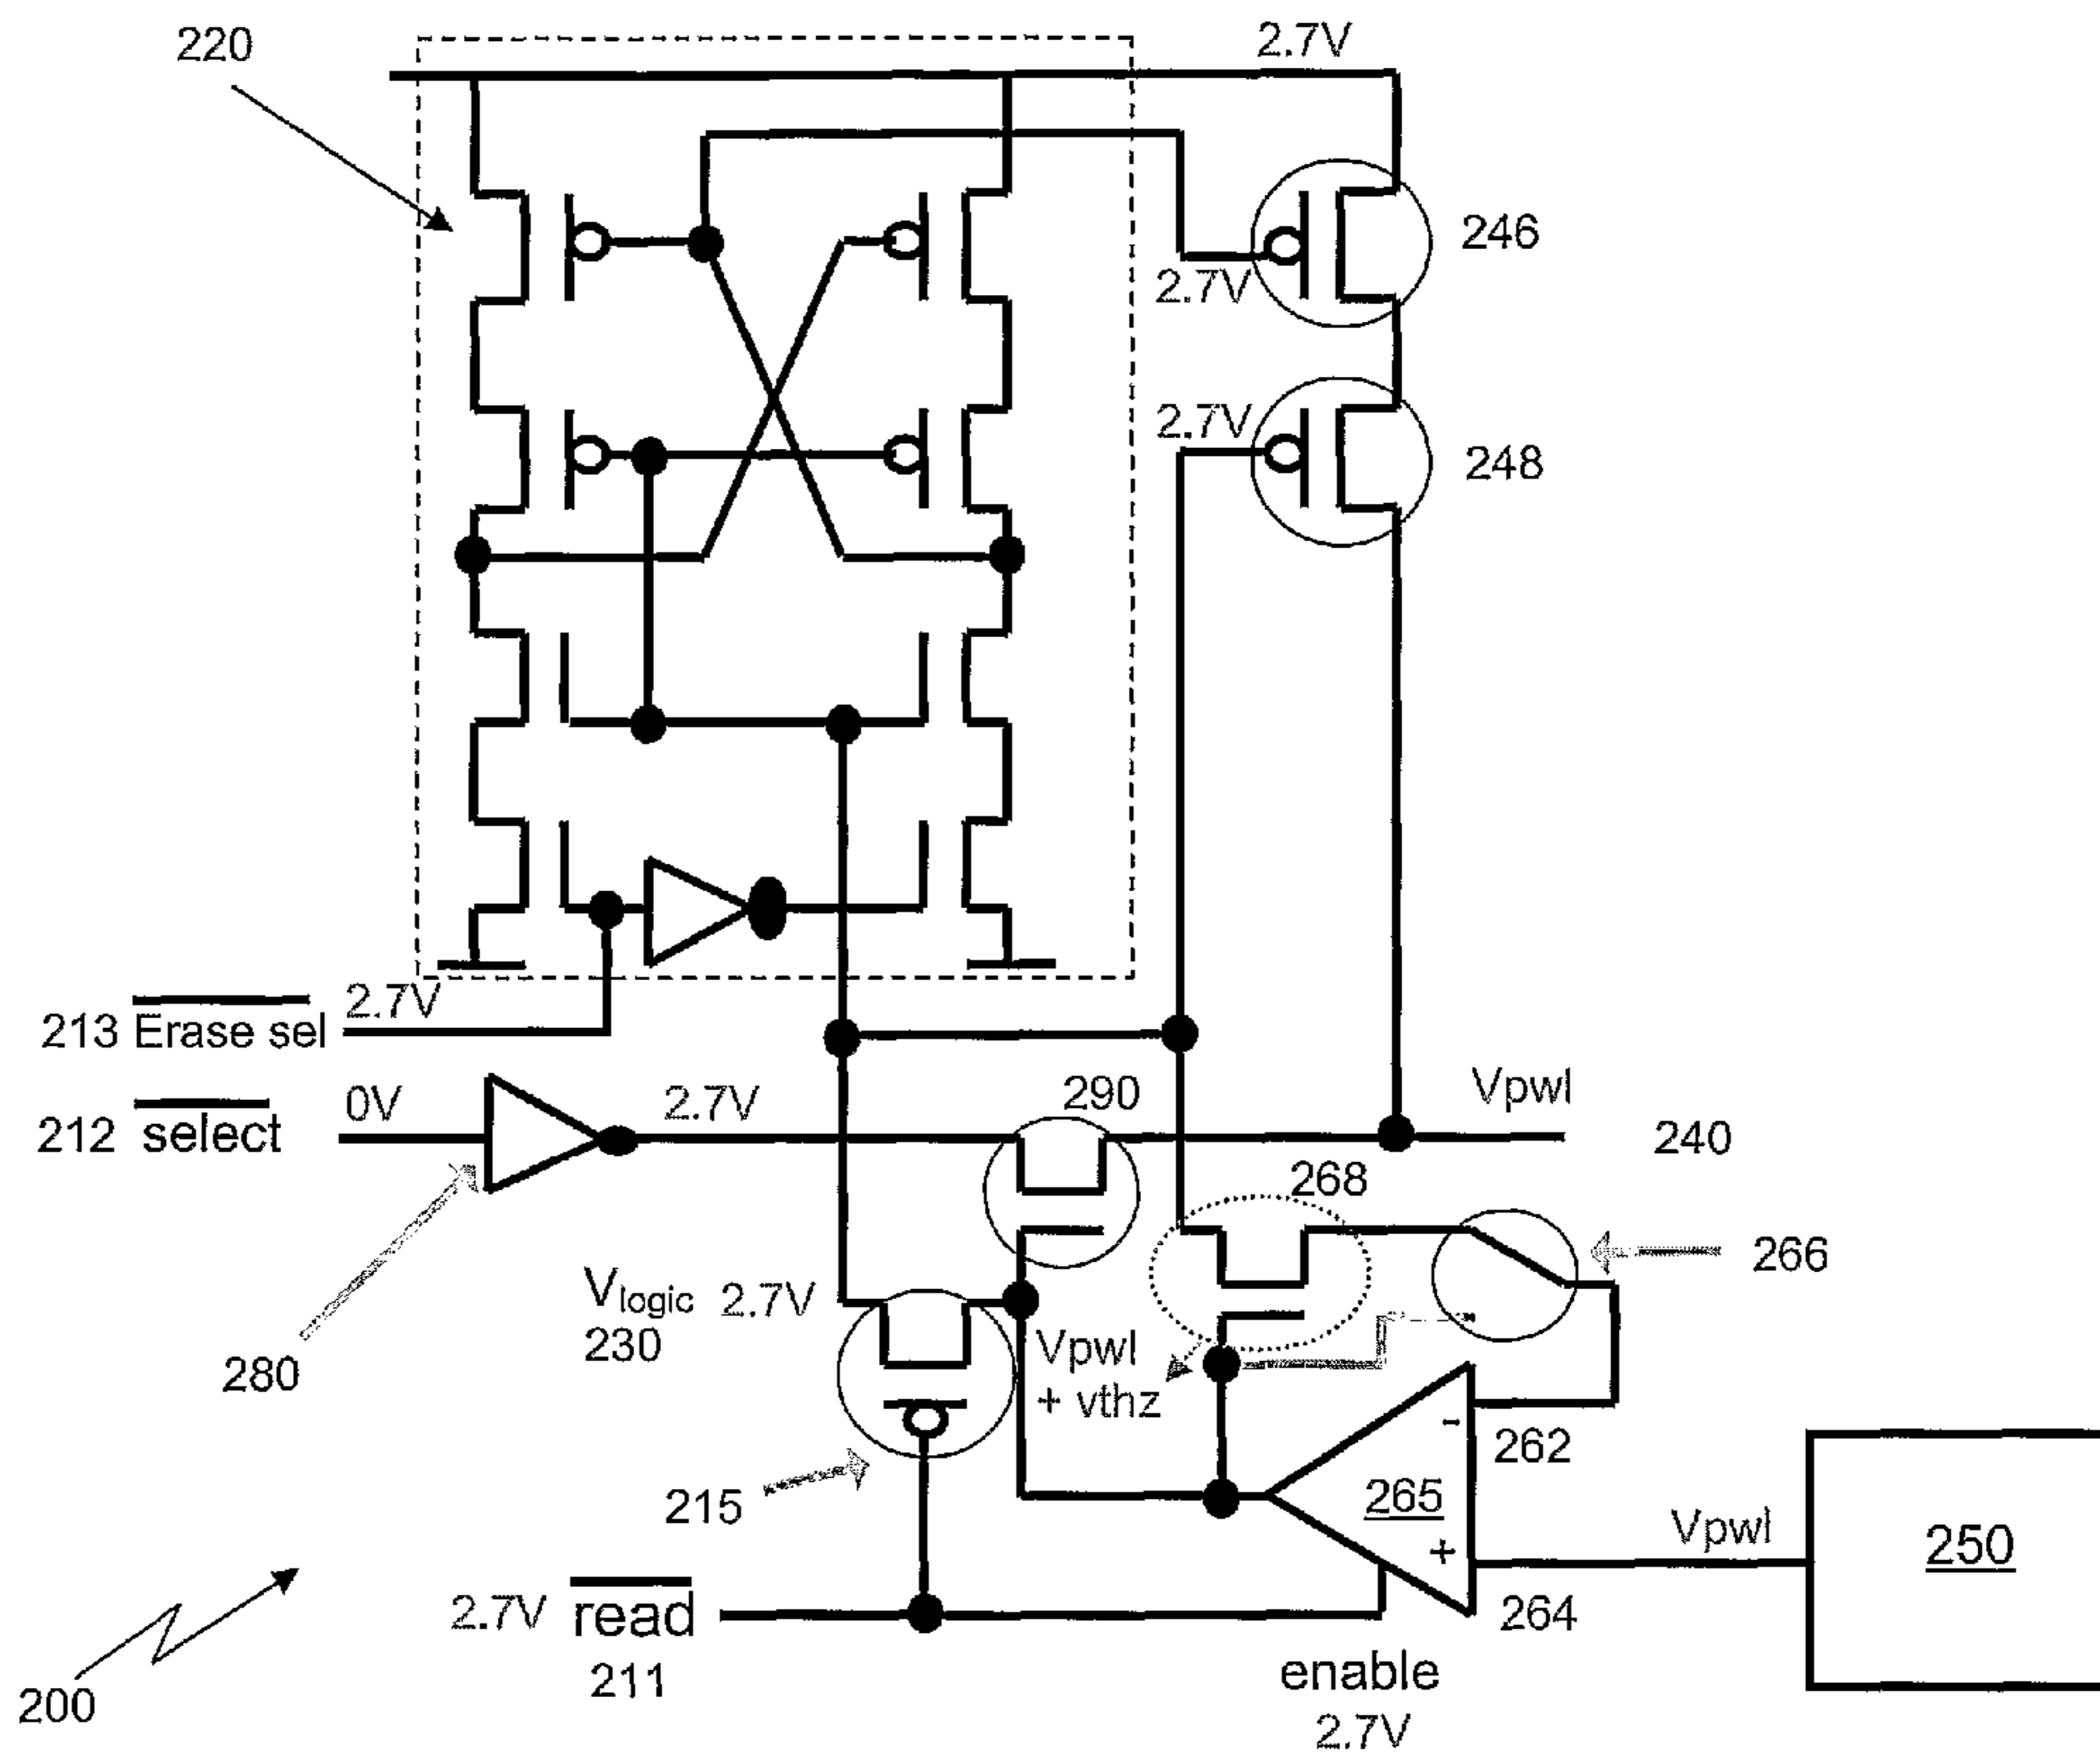 220
2.7V
246
2.7V
2.7V
248
213 Erase sel 2.7V
212 select 0V
2.7V
290
Vpwl
240
268
266
Vlogic 2.7V
230
280
Vpwl
+ vthz
-
262
215
265
+
264
Vpwl
250
2.7V read
211
enable
2.7V
200